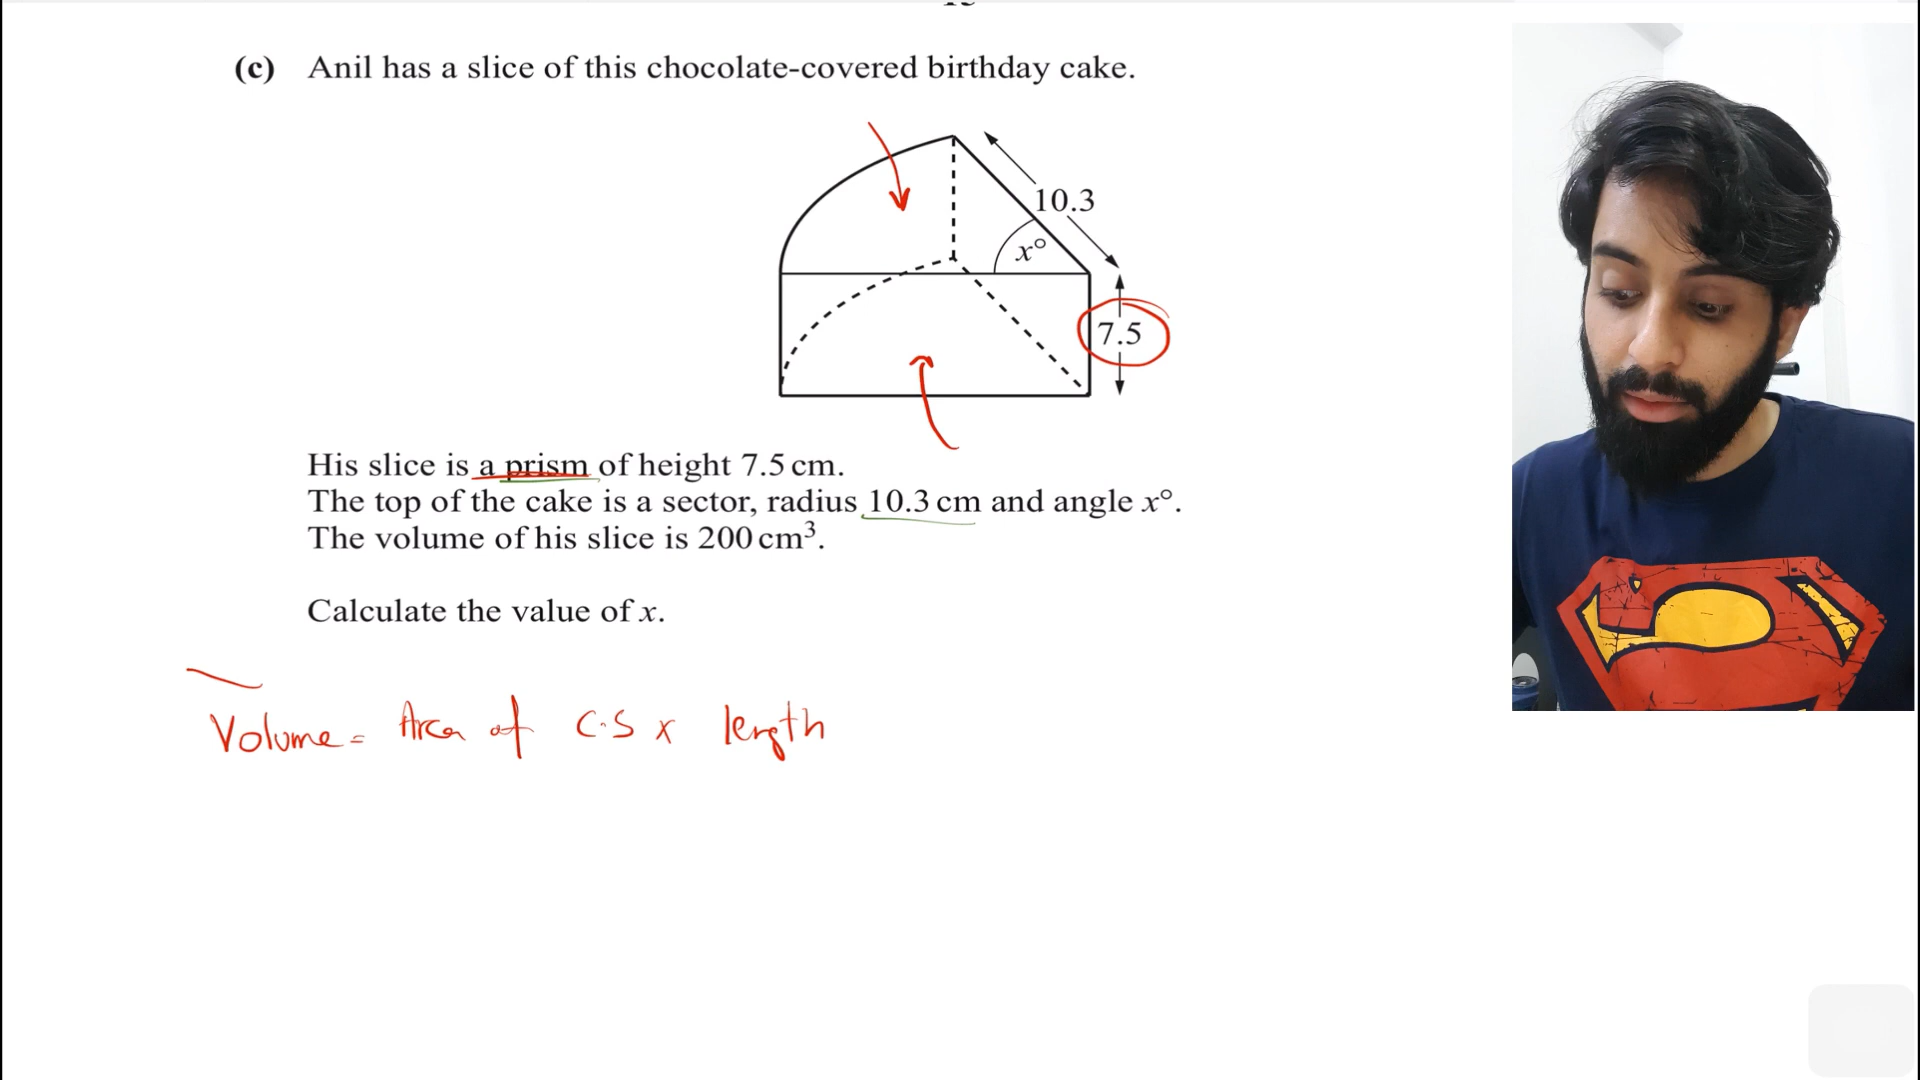 (c) Anil has a slice of this chocolate-covered birthday cake.
10.3
x°
7.5
His slice is a prism of height 7.5 cm.
The top of the cake is a sector, radius 10.3 cm and angle x°.
The volume of his slice is 200 cm³.
Calculate the value of x.
Volume = Area of C.S x length